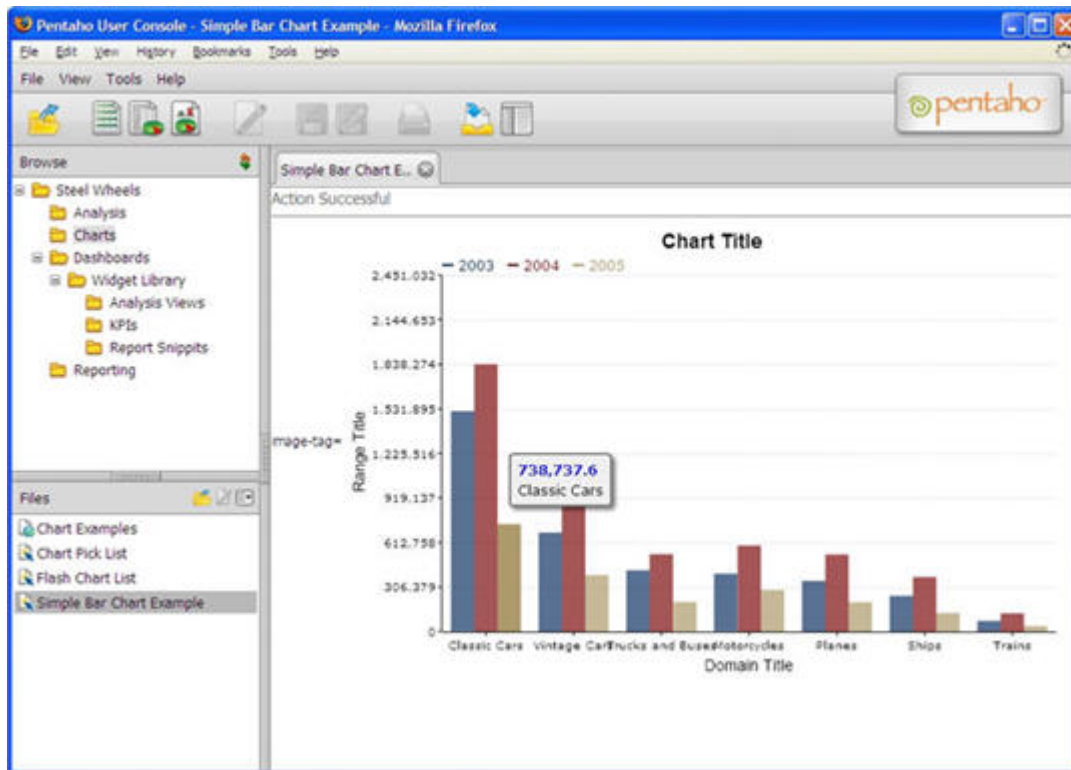 Pentaho User Console - Simple Bar Chart Example - Mozilla Firefox
File Edit View History Bookmarks Tools Help
File View Tools Help
pentaho
Browse
Steel Wheels
Analysis
Charts
Dashboards
Widget Library
Analysis Views
KPIs
Report Snippits
Reporting
Files
Chart Examples
Chart Pick List
Flash Chart List
Simple Bar Chart Example
Simple Bar Chart E..
Action Successful
Chart Title
2003 2004 2005
2.451.032
2.144.653
1.838.274
1.531.895
1.225.516
919.137
612.758
306.379
0
mage-tag=
Range Title
738,737.6
Classic Cars
Classic Cars Vintage Cars Trucks and Buses Motorcycles Planes Ships Trains
Domain Title